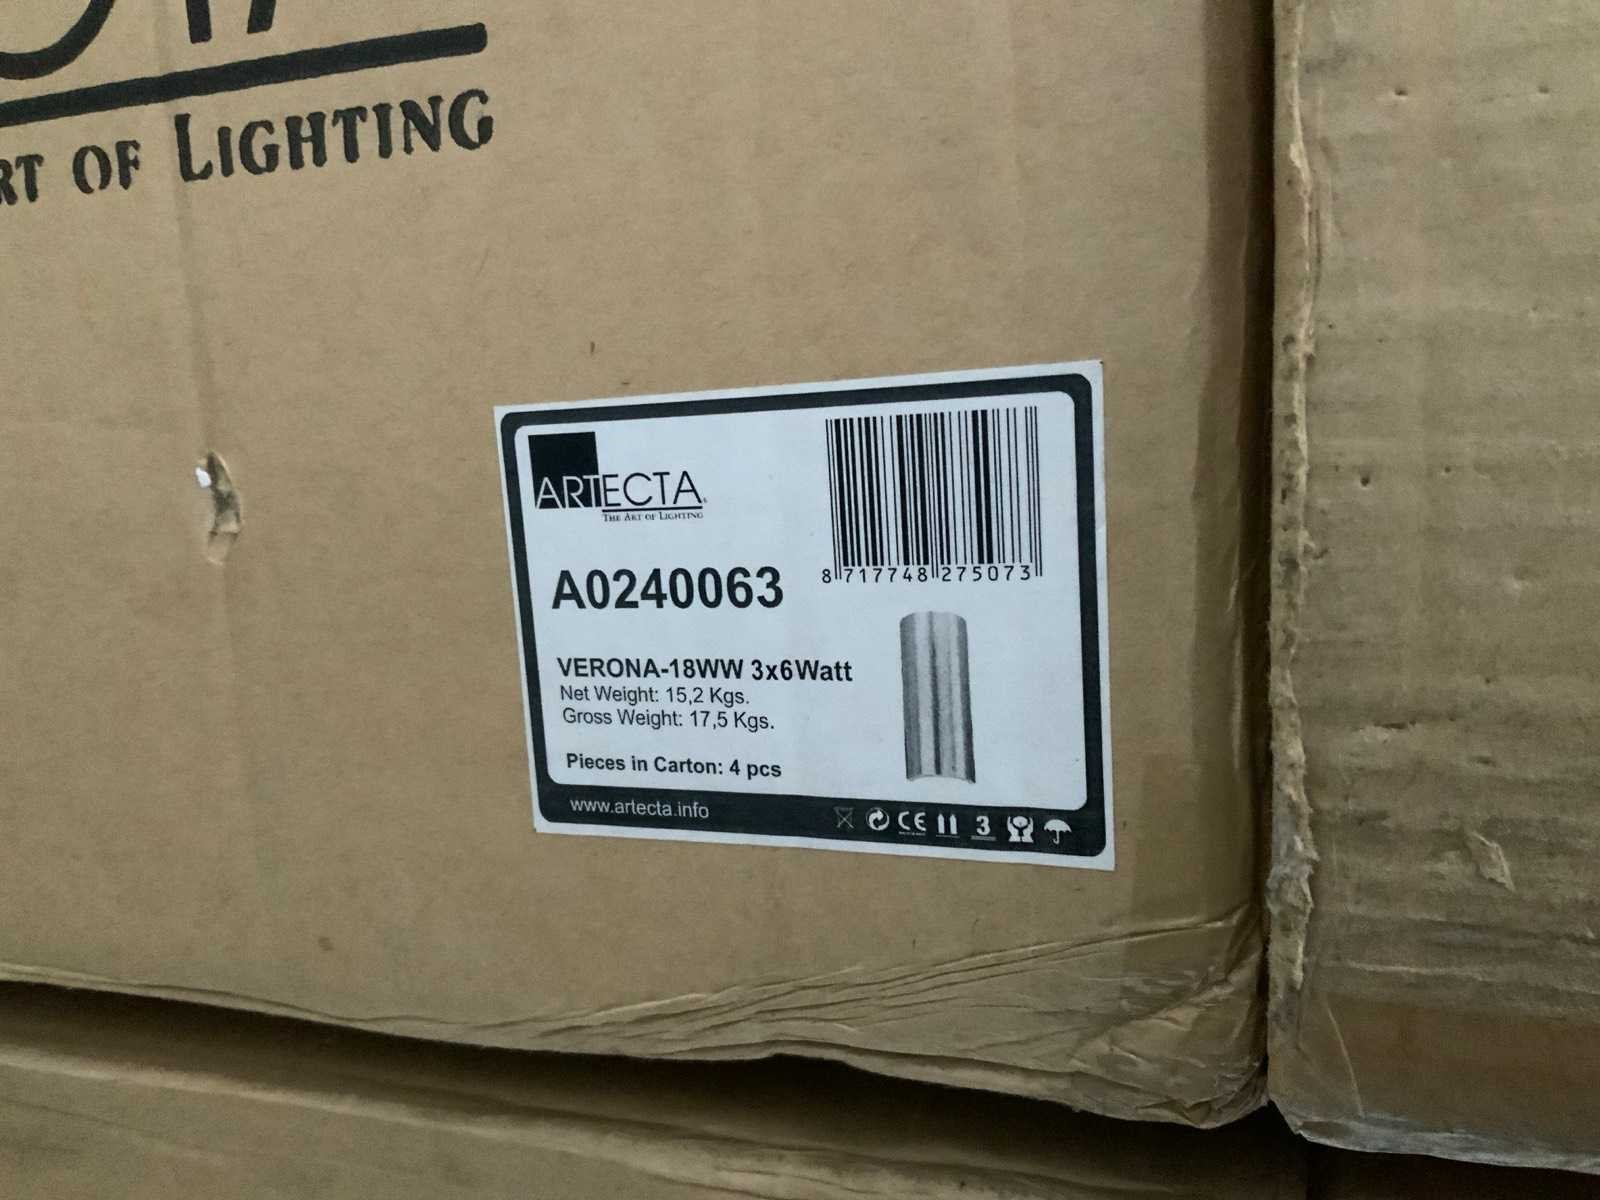 RT OF LIGHTING
ARTECTA
THE ART OF LIGHTING
8 717748 275073
A0240063
VERONA-18WW 3x6Watt
Net Weight: 15,2 Kgs.
Gross Weight: 17,5 Kgs.
Pieces in Carton: 4 pcs
www.artecta.info
CE
3